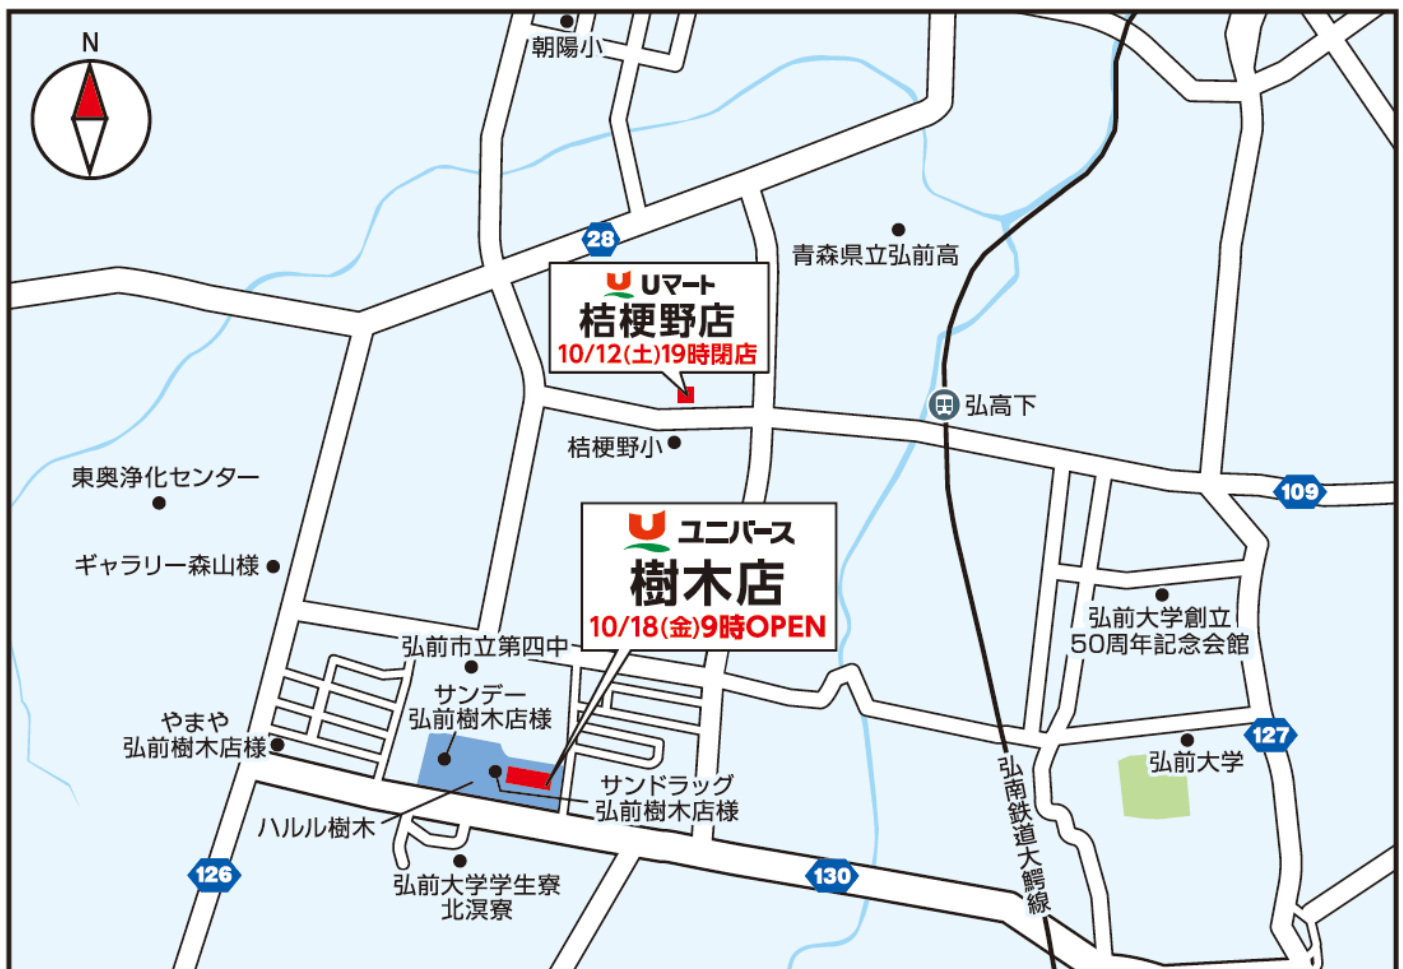 N
朝陽小
28
青森県立弘前高
Uマート
桔梗野店
10/12(土)19時閉店
弘高下
桔梗野小
東奥浄化センター
109
ギャラリー森山様
ユニバース
樹木店
10/18(金)9時OPEN
弘前大学創立
50周年記念会館
弘前市立第四中
サンデー
弘前樹木店様
やまや
弘前樹木店様
127
弘前大学
サンドラッグ
弘前樹木店様
ハルル樹木
弘南鉄道大鰐線
126
130
弘前大学学生寮
北溟寮